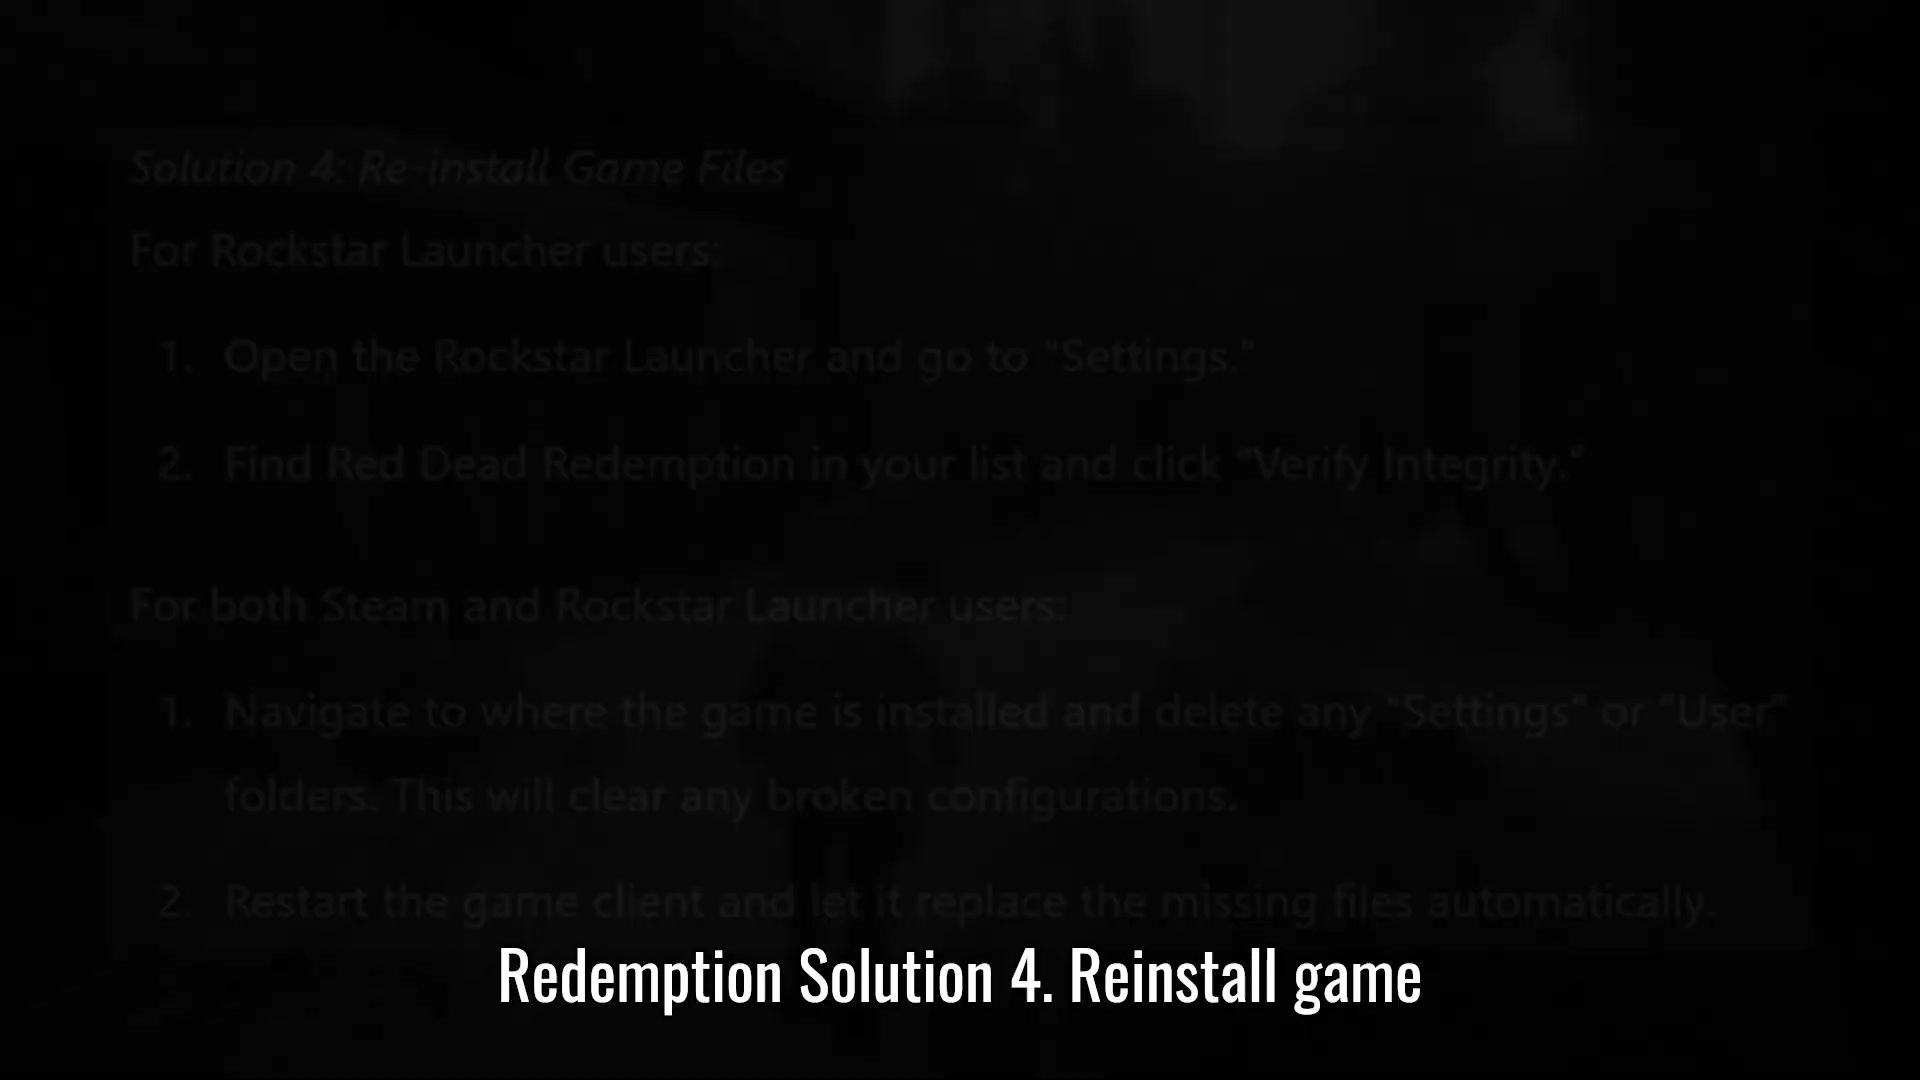 Solution 4: Re-install Game Files
For Rockstar Launcher users:
1. Open the Rockstar Launcher and go to "Settings."
2. Find Red Dead Redemption in your list and click "Verify Integrity."
For both Steam and Rockstar Launcher users:
1. Navigate to where the game is installed and delete any "Settings" or "User"
folders. This will clear any broken configurations.
2. Restart the game client and let it replace the missing files automatically.
Redemption Solution 4. Reinstall game